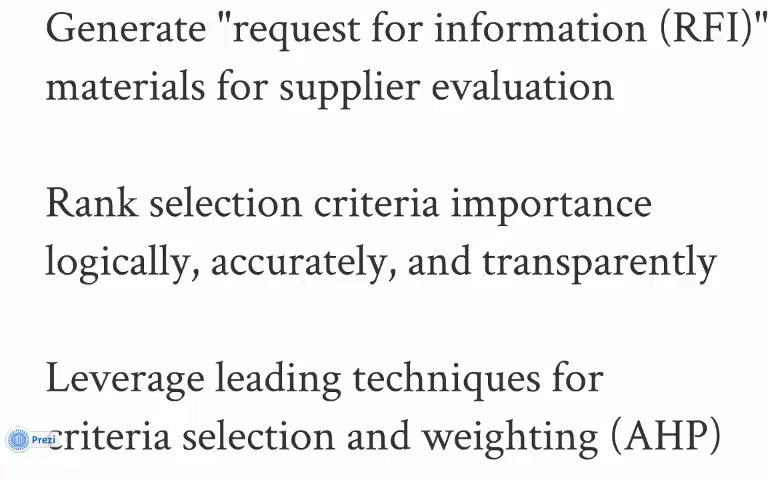 Generate "request for information (RFI)"
materials for supplier evaluation
Rank selection criteria importance
logically, accurately, and transparently
Leverage leading techniques for
criteria selection and weighting (AHP)
Prezi